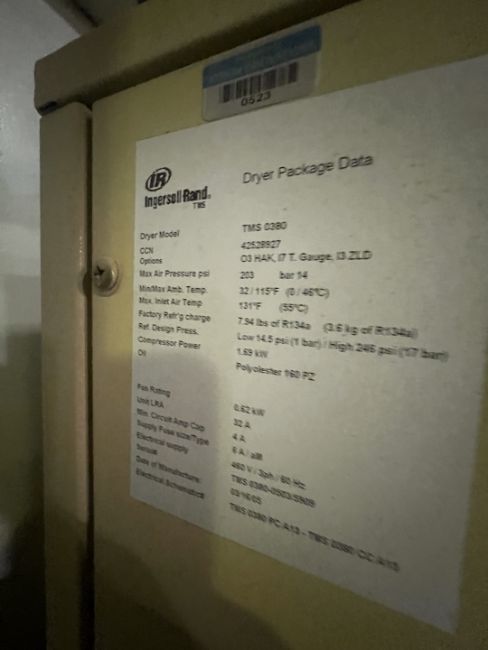 0523
IR
Ingersoll-Rand®
TMS
Dryer Package Data
Dryer Model TMS 0380
CCN 42528927
Options O3 HAK, I7 T. Gauge, I3 ZLD
Max Air Pressure psi 203 bar 14
Min/Max Amb. Temp. 32 / 115°F (0 / 46°C)
Max. Inlet Air Temp 131°F (55°C)
Factory Refr'g charge 7.94 lbs of R134a (3.6 kg of R134a)
Ref. Design Press. Low 14.5 psi (1 bar) / High 246 psi (17 bar)
Compressor Power 1.69 kW
Oil Polyolester 160 PZ
Fan Rating 0.62 kW
Unit LRA 32 A
Min. Circuit Amp Cap 4 A
Supply Fuse size/Type 6 A / aM
Electrical supply 460 V / 3ph / 60 Hz
Serial# TMS 0380-0503/5909
Date of Manufacture: 03/16/05
Electrical Schematics TMS 0380 PC/A13 - TMS 0380 CC/A13